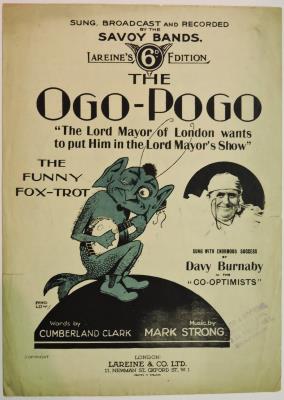 SUNG, BROADCAST AND RECORDED
BY THE
SAVOY BANDS.
LAREINE'S 6D EDITION.
THE
OGO-POGO
"The Lord Mayor of London wants
to put Him in the Lord Mayor's Show"
THE
FUNNY
FOX-TROT
SUNG WITH ENORMOUS SUCCESS
BY
Davy Burnaby
IN THE
"CO-OPTIMISTS"
Words by
CUMBERLAND CLARK
Music by
MARK STRONG
COPYRIGHT
LONDON:
LAREINE & CO. LTD.
21, NEWMAN ST, OXFORD ST, W.1